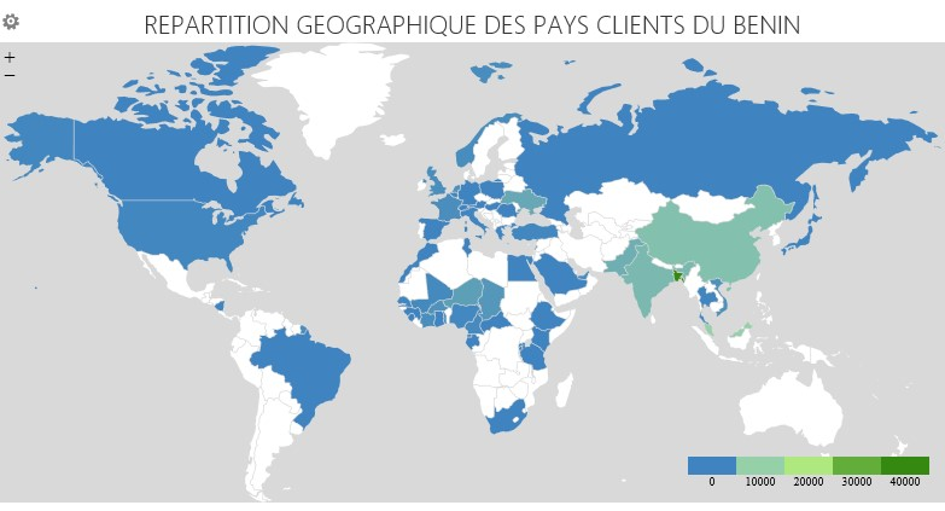 REPARTITION GEOGRAPHIQUE DES PAYS CLIENTS DU BENIN
+
−
0 10000 20000 30000 40000